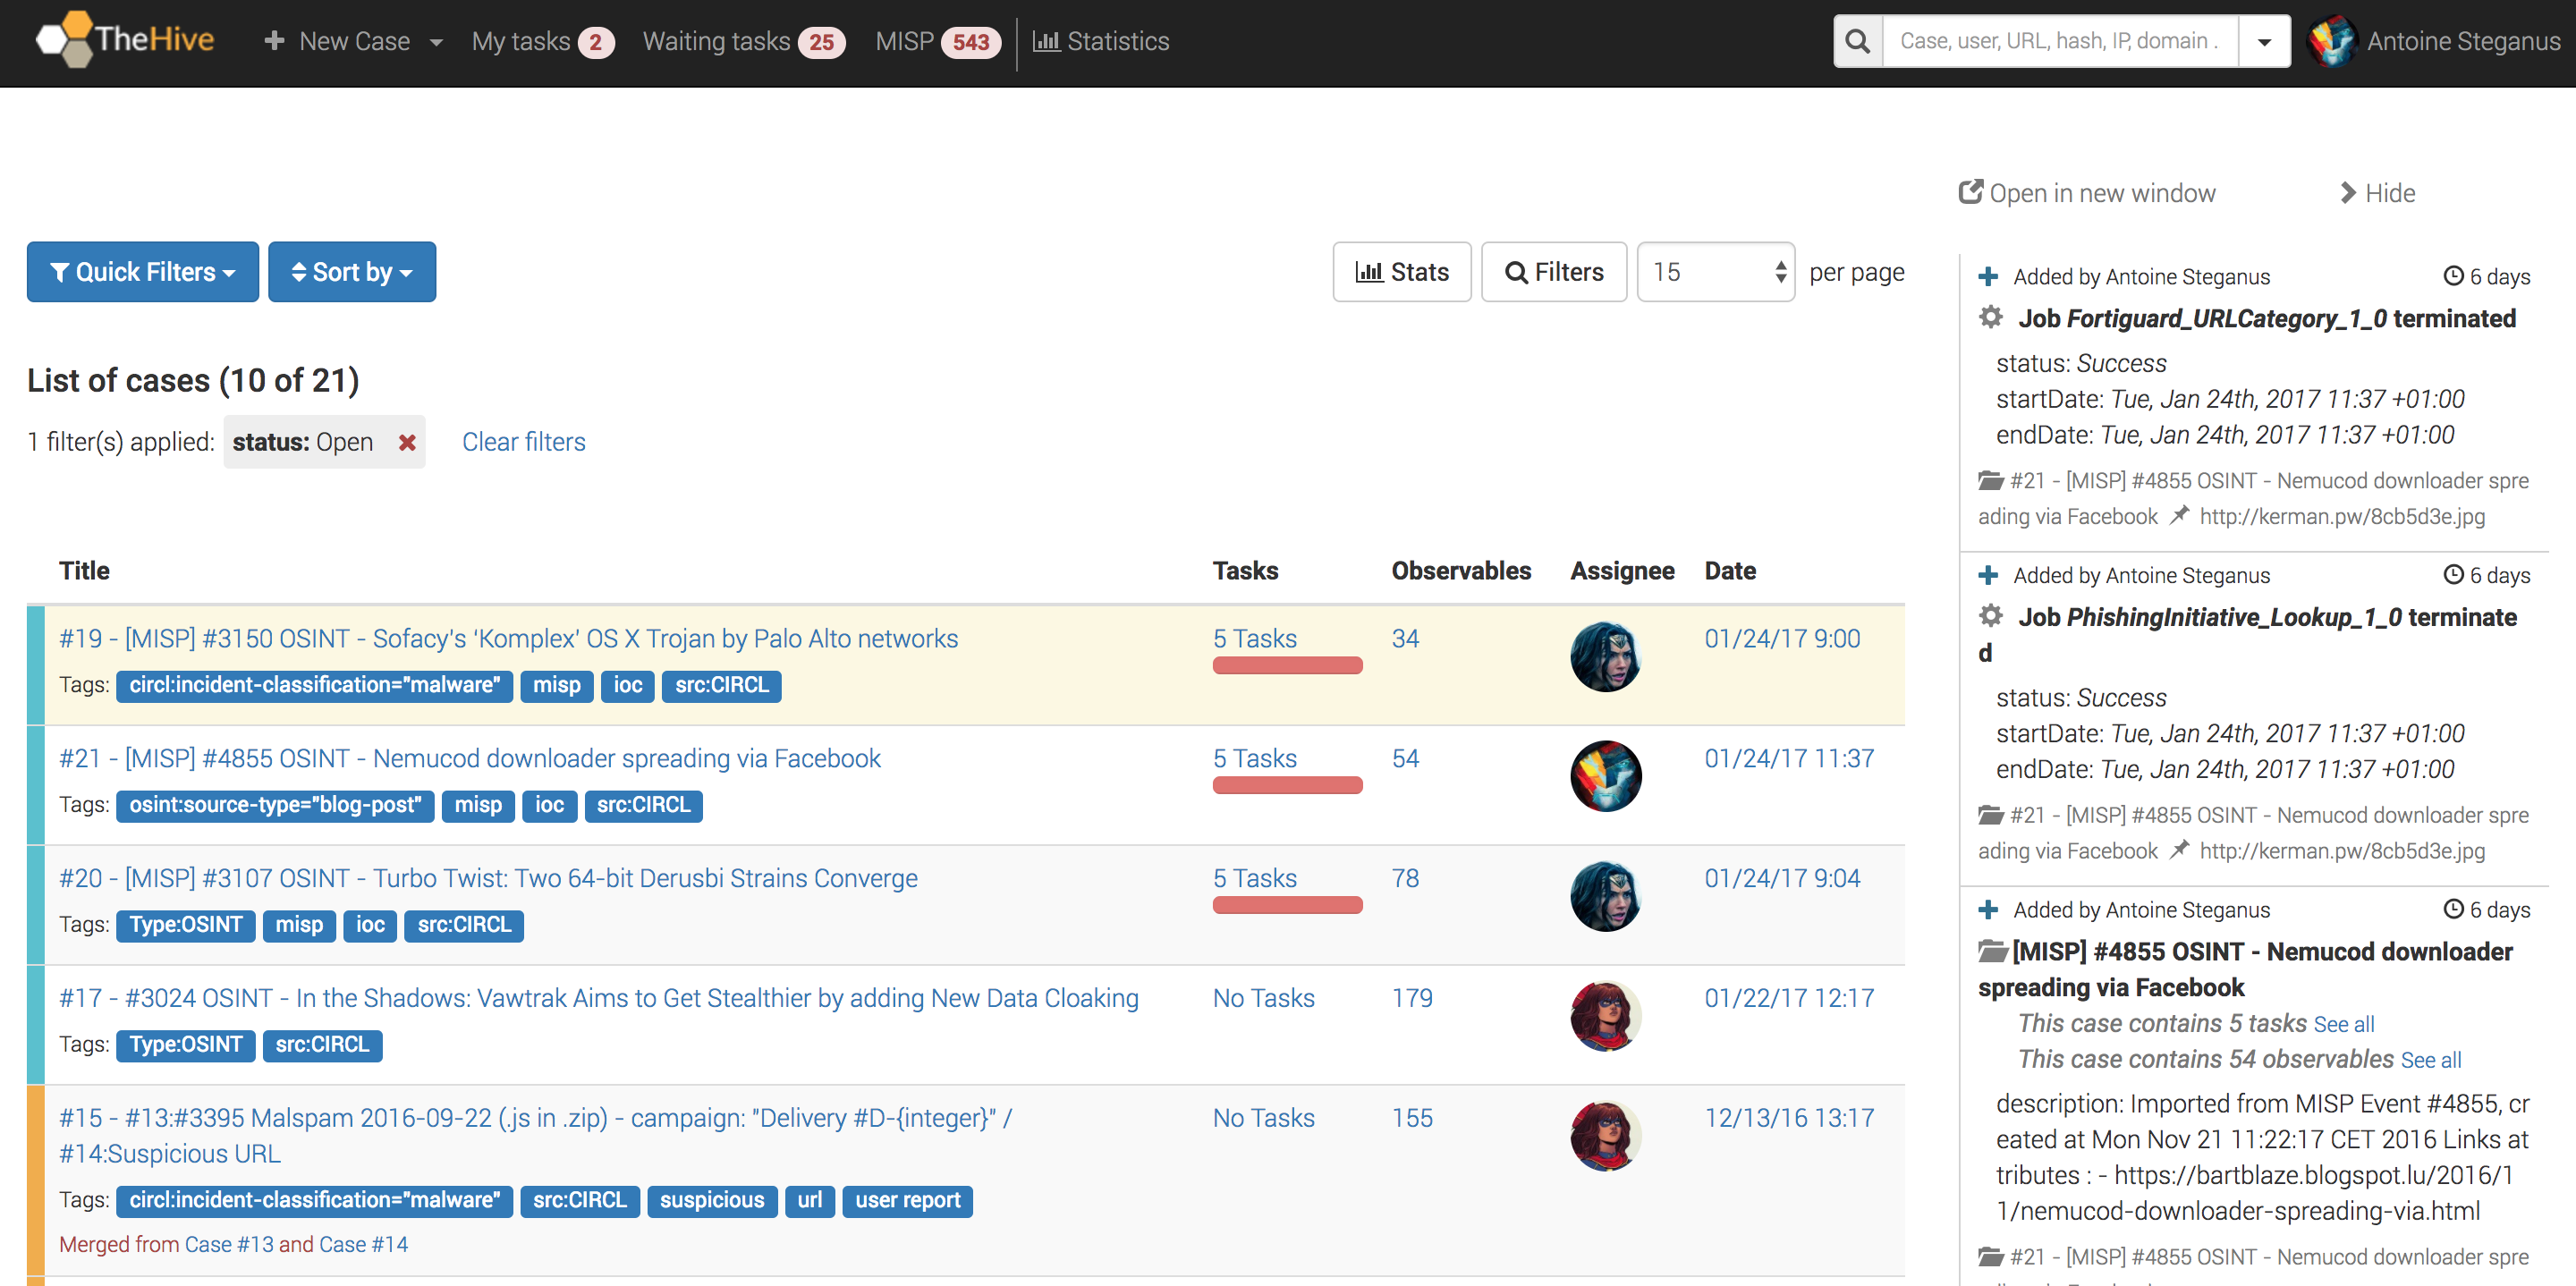 TheHive
New Case
My tasks 2
Waiting tasks 25
MISP 543
Statistics
Case, user, URL, hash, IP, domain .
Antoine Steganus
Open in new window
Hide
Quick Filters
Sort by
Stats
Filters
15
per page
List of cases (10 of 21)
1 filter(s) applied: status: Open Clear filters
Title Tasks Observables Assignee Date
#19 - [MISP] #3150 OSINT - Sofacy's ‘Komplex’ OS X Trojan by Palo Alto networks 5 Tasks 34 01/24/17 9:00
Tags: circl:incident-classification="malware" misp ioc src:CIRCL
#21 - [MISP] #4855 OSINT - Nemucod downloader spreading via Facebook 5 Tasks 54 01/24/17 11:37
Tags: osint:source-type="blog-post" misp ioc src:CIRCL
#20 - [MISP] #3107 OSINT - Turbo Twist: Two 64-bit Derusbi Strains Converge 5 Tasks 78 01/24/17 9:04
Tags: Type:OSINT misp ioc src:CIRCL
#17 - #3024 OSINT - In the Shadows: Vawtrak Aims to Get Stealthier by adding New Data Cloaking No Tasks 179 01/22/17 12:17
Tags: Type:OSINT src:CIRCL
#15 - #13:#3395 Malspam 2016-09-22 (.js in .zip) - campaign: "Delivery #D-{integer}" / No Tasks 155 12/13/16 13:17
#14:Suspicious URL
Tags: circl:incident-classification="malware" src:CIRCL suspicious url user report
Merged from Case #13 and Case #14
Added by Antoine Steganus 6 days
Job Fortiguard_URLCategory_1_0 terminated
status: Success
startDate: Tue, Jan 24th, 2017 11:37 +01:00
endDate: Tue, Jan 24th, 2017 11:37 +01:00
#21 - [MISP] #4855 OSINT - Nemucod downloader spre
ading via Facebook http://kerman.pw/8cb5d3e.jpg
Added by Antoine Steganus 6 days
Job PhishingInitiative_Lookup_1_0 terminate
d
status: Success
startDate: Tue, Jan 24th, 2017 11:37 +01:00
endDate: Tue, Jan 24th, 2017 11:37 +01:00
#21 - [MISP] #4855 OSINT - Nemucod downloader spre
ading via Facebook http://kerman.pw/8cb5d3e.jpg
Added by Antoine Steganus 6 days
[MISP] #4855 OSINT - Nemucod downloader
spreading via Facebook
This case contains 5 tasks See all
This case contains 54 observables See all
description: Imported from MISP Event #4855, cr
eated at Mon Nov 21 11:22:17 CET 2016 Links at
tributes : - https://bartblaze.blogspot.lu/2016/1
1/nemucod-downloader-spreading-via.html
#21 - [MISP] #4855 OSINT - Nemucod downloader spre